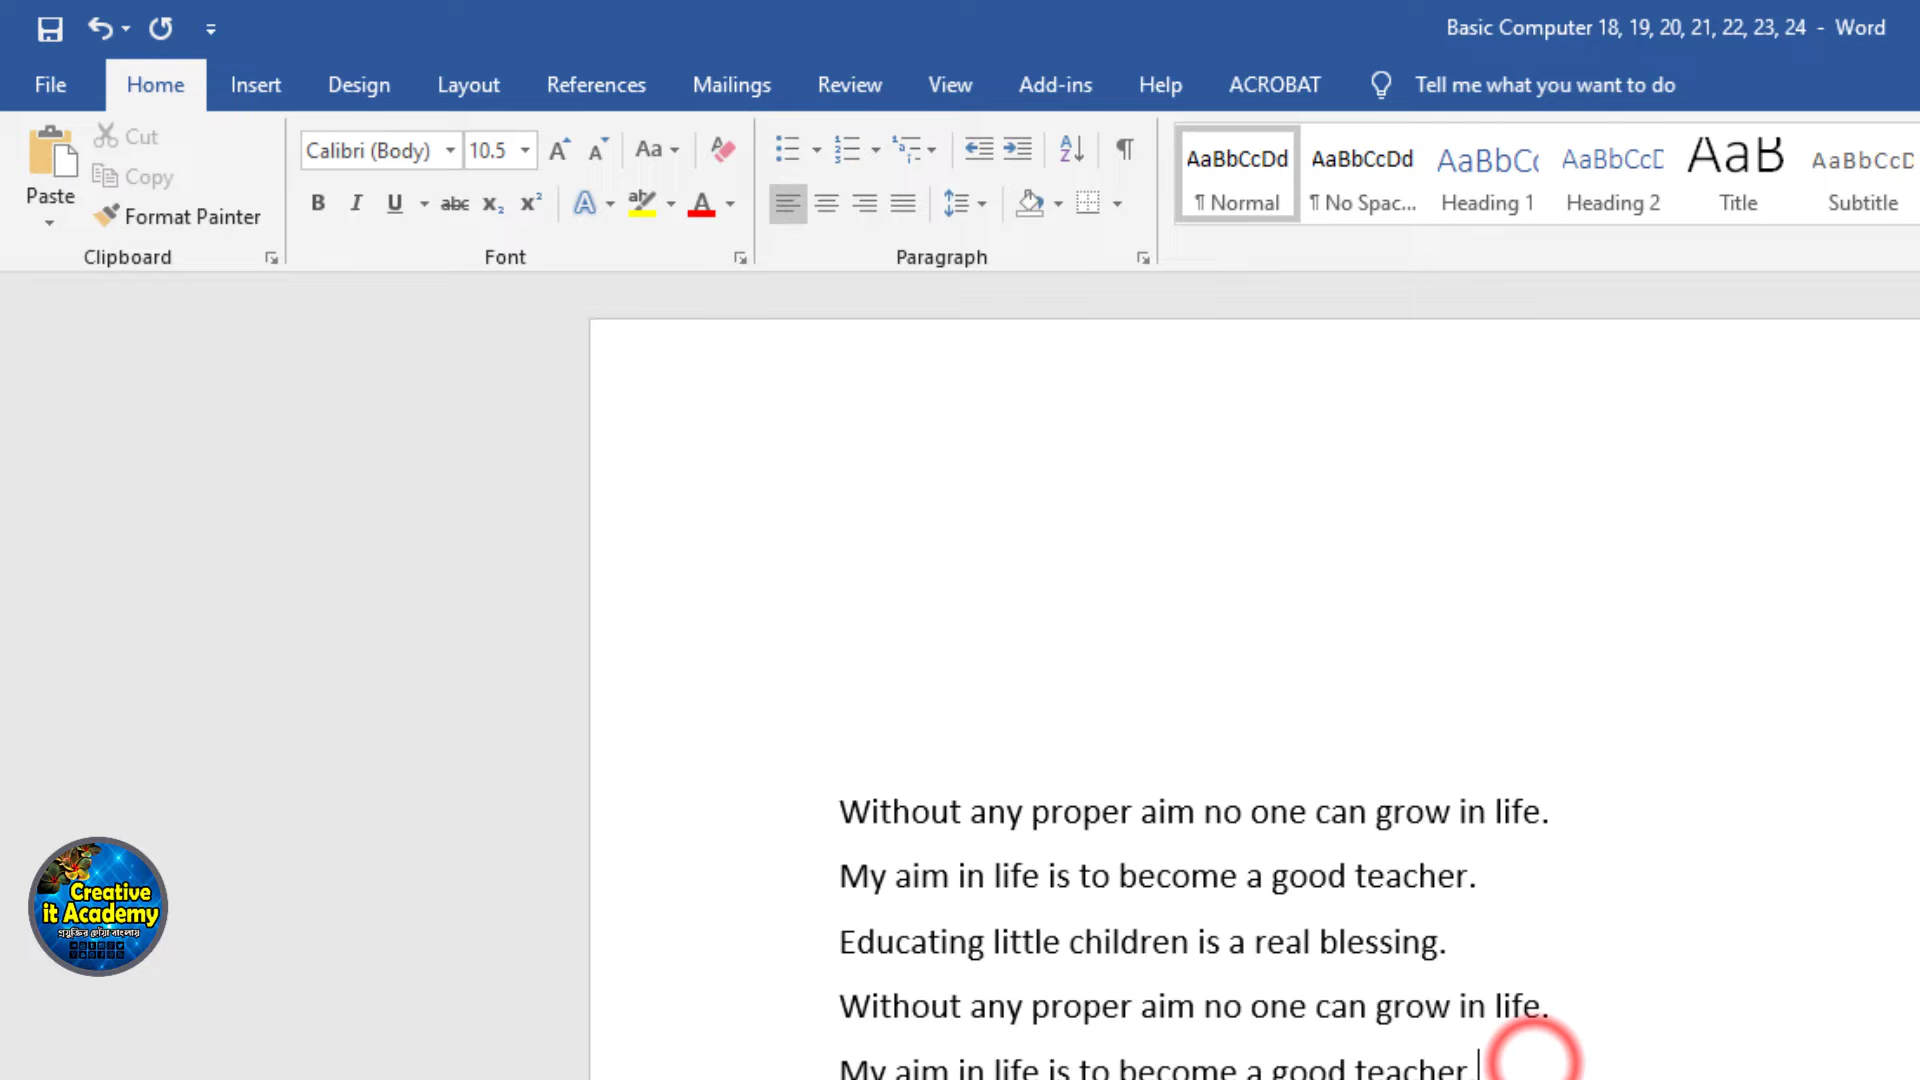 Basic Computer 18, 19, 20, 21, 22, 23, 24 - Word
File Home Insert Design Layout References Mailings Review View Add-ins Help ACROBAT Tell me what you want to do
Cut
Copy
Paste
Format Painter
Clipboard
Calibri (Body) 10.5
Font
Paragraph
AaBbCcDd AaBbCcDd AaBbC AaBbCcD AaB AaBbCcD
¶ Normal ¶ No Spac... Heading 1 Heading 2 Title Subtitle
Without any proper aim no one can grow in life.
My aim in life is to become a good teacher.
Educating little children is a real blessing.
Without any proper aim no one can grow in life.
My aim in life is to become a good teacher.
Creative
it Academy
প্রযুক্তির ছোঁয়া বাংলায়